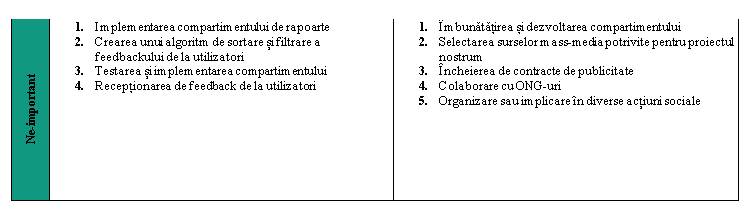 Ne-important
1. Implementarea compartimentului de rapoarte
2. Crearea unui algoritm de sortare și filtrare a
feedbackului de la utilizatori
3. Testarea și implementarea compartimentului
4. Recepționarea de feedback de la utilizatori
1. Îmbunătățirea și dezvoltarea compartimentului
2. Selectarea surselor mass-media potrivite pentru proiectul
nostrum
3. Încheierea de contracte de publicitate
4. Colaborare cu ONG-uri
5. Organizare sau implicare în diverse acțiuni sociale